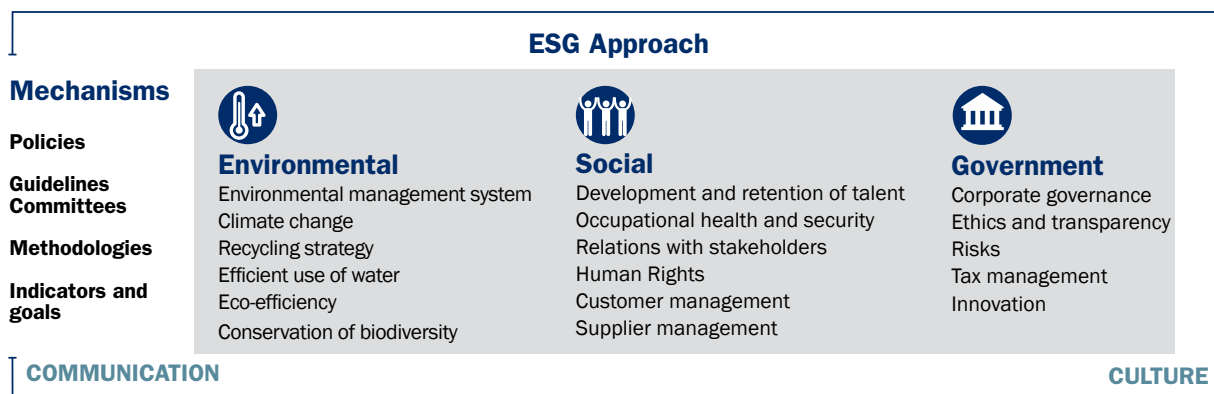 ESG Approach
Mechanisms
Policies
Guidelines
Committees
Methodologies
Indicators and
goals
Environmental
Environmental management system
Climate change
Recycling strategy
Efficient use of water
Eco-efficiency
Conservation of biodiversity
Social
Development and retention of talent
Occupational health and security
Relations with stakeholders
Human Rights
Customer management
Supplier management
Government
Corporate governance
Ethics and transparency
Risks
Tax management
Innovation
COMMUNICATION
CULTURE